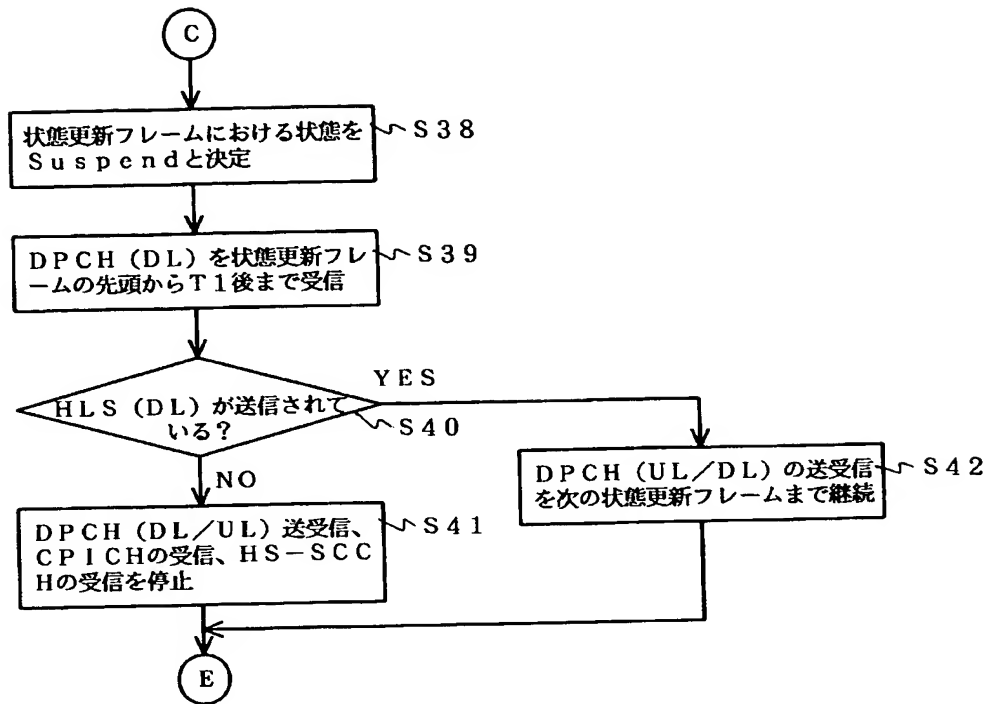 C
状態更新フレームにおける状態を
Suspendと決定
S38
DPCH(DL)を状態更新フレ
ームの先頭からT1後まで受信
S39
HLS(DL)が送信されて
いる?
S40
YES
NO
DPCH(UL/DL)の送受信
を次の状態更新フレームまで継続
S42
DPCH(DL/UL)送受信、
CPICHの受信、HS-SCC
Hの受信を停止
S41
E